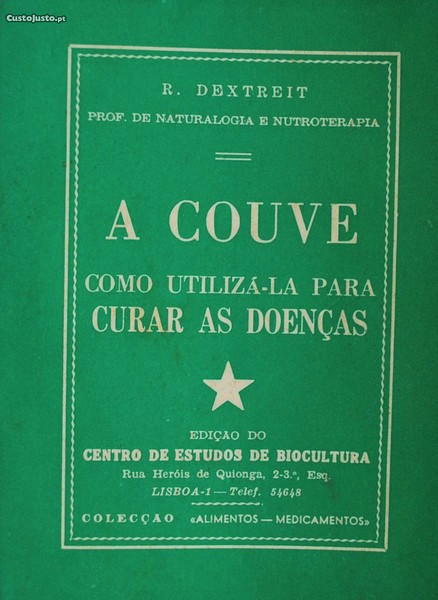 CustoJusto.pt
R. DEXTREIT
PROF. DE NATURALOGIA E NUTROTERAPIA
A COUVE
COMO UTILIZÁ-LA PARA
CURAR AS DOENÇAS
EDIÇÃO DO
CENTRO DE ESTUDOS DE BIOCULTURA
Rua Heróis de Quionga, 2-3.º, Esq.
LISBOA-1 — Telef. 54648
COLECÇÃO «ALIMENTOS — MEDICAMENTOS»